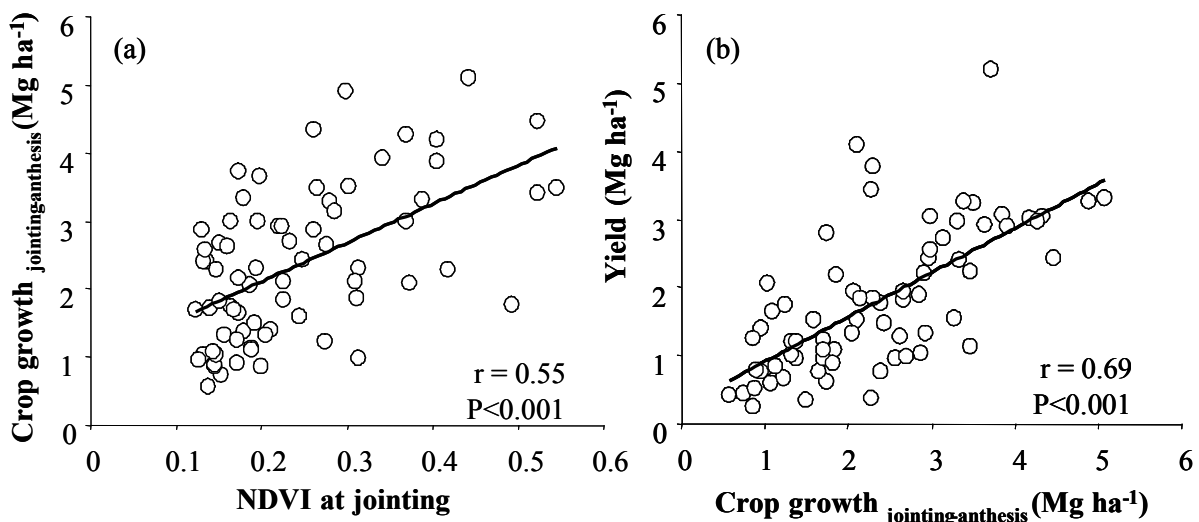 (a)
Crop growth jointing-anthesis (Mg ha-1)
6
5
4
3
2
1
0
r = 0.55
P<0.001
0 0.1 0.2 0.3 0.4 0.5 0.6
NDVI at jointing
(b)
Yield (Mg ha-1)
6
5
4
3
2
1
0
r = 0.69
P<0.001
0 1 2 3 4 5 6
Crop growth jointing-anthesis (Mg ha-1)